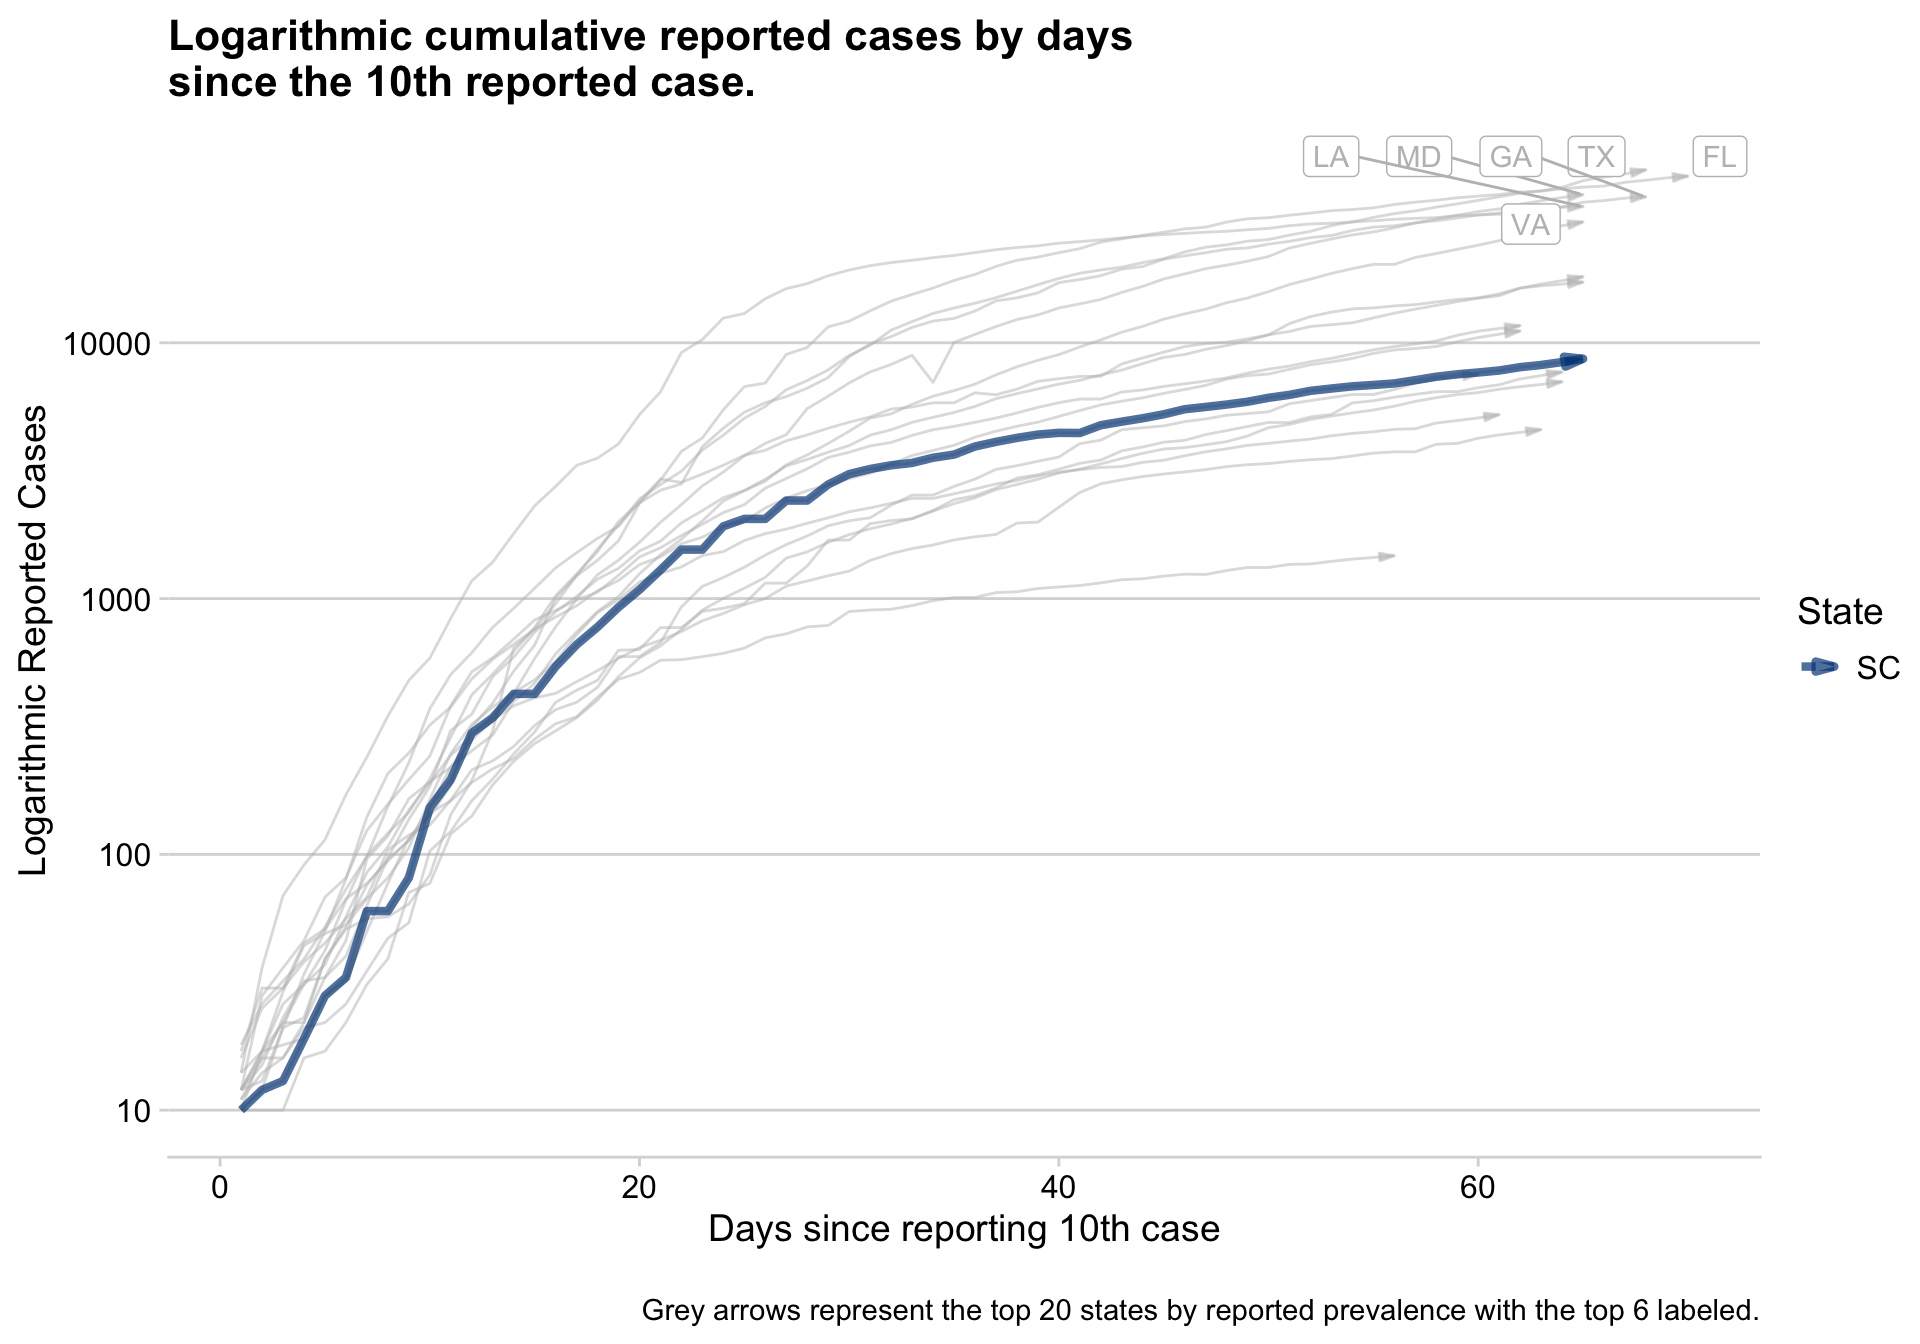 Logarithmic cumulative reported cases by days
since the 10th reported case.
LA
MD
GA
TX
FL
VA
10000
1000
100
10
Logarithmic Reported Cases
State
SC
0
20
40
60
Days since reporting 10th case
Grey arrows represent the top 20 states by reported prevalence with the top 6 labeled.